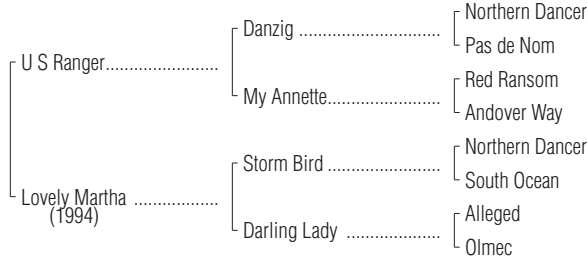 Northern Dancer
Danzig ..............................
Pas de Nom
U S Ranger........................
Red Ransom
My Annette........................
Andover Way
Northern Dancer
Storm Bird ........................
South Ocean
Lovely Martha ..................
(1994)
Alleged
Darling Lady ....................
Olmec